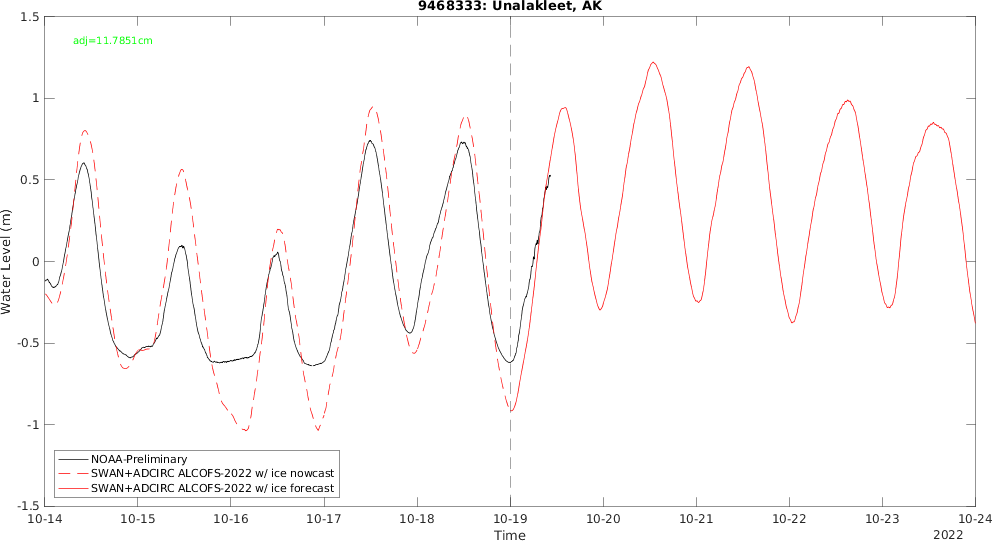 9468333: Unalakleet, AK
adj=11.7851cm
1.5
1
0.5
0
-0.5
-1
-1.5
Water Level (m)
NOAA-Preliminary
SWAN+ADCIRC ALCOFS-2022 w/ ice nowcast
SWAN+ADCIRC ALCOFS-2022 w/ ice forecast
10-14 10-15 10-16 10-17 10-18 10-19 10-20 10-21 10-22 10-23 10-24
Time
2022